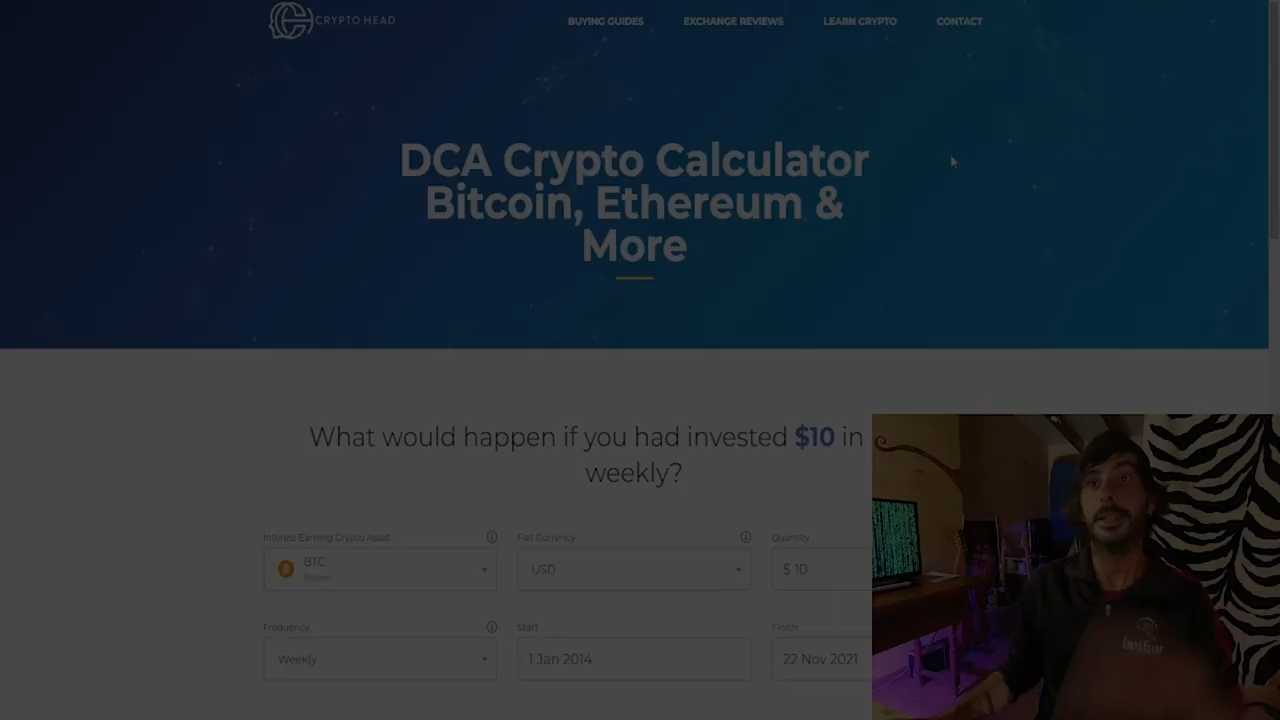 CRYPTO HEAD
BUYING GUIDES
EXCHANGE REVIEWS
LEARN CRYPTO
CONTACT
DCA Crypto Calculator
Bitcoin, Ethereum &
More
What would happen if you had invested $10 in
weekly?
Interest Earning Crypto Asset
Fiat Currency
Quantity
BTC
Bitcoin
USD
$ 10
Frequency
Start
Finish
Weekly
1 Jan 2014
22 Nov 2021